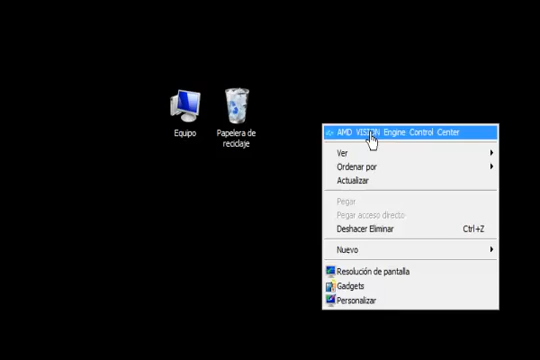 Equipo
Papelera de
reciclaje
AMD VISION Engine Control Center
Ver
Ordenar por
Actualizar
Pegar
Pegar acceso directo
Deshacer Eliminar Ctrl+Z
Nuevo
Resolución de pantalla
Gadgets
Personalizar